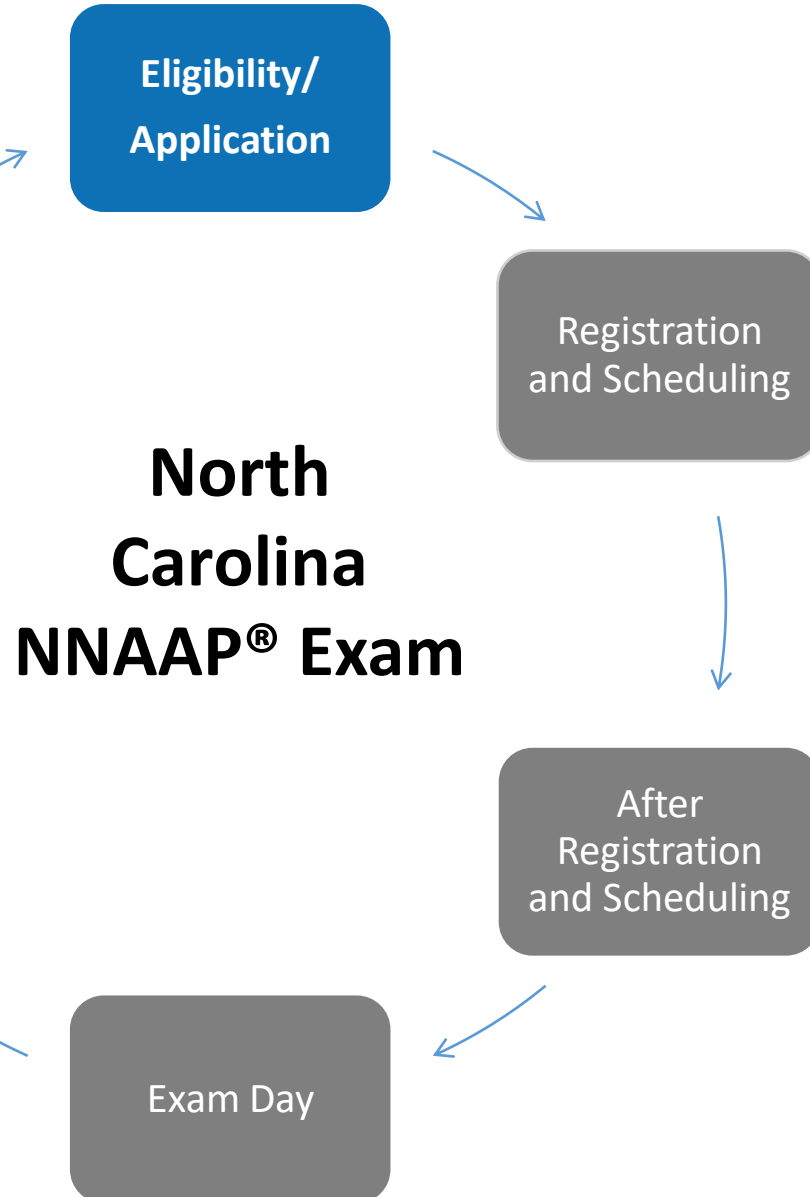 Eligibility/
Application
Registration
and Scheduling
North
Carolina
NNAAP® Exam
After
Registration
and Scheduling
Exam Day